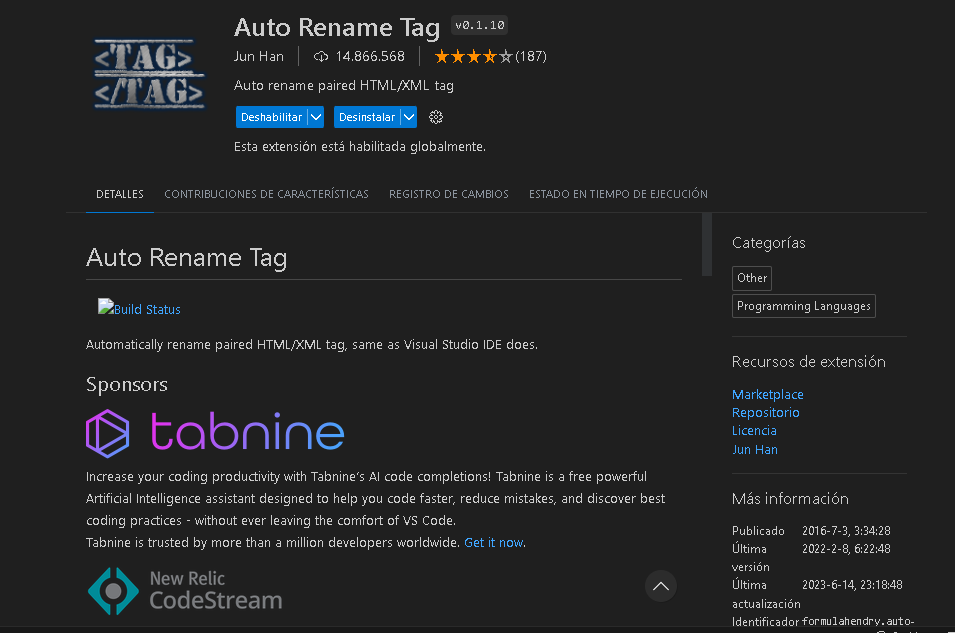 <TAG>
</TAG>
Auto Rename Tag v0.1.10
Jun Han 14.866.568 (187)
Auto rename paired HTML/XML tag
Deshabilitar Desinstalar
Esta extensión está habilitada globalmente.
DETALLES CONTRIBUCIONES DE CARACTERÍSTICAS REGISTRO DE CAMBIOS ESTADO EN TIEMPO DE EJECUCIÓN
Auto Rename Tag
Build Status
Automatically rename paired HTML/XML tag, same as Visual Studio IDE does.
Sponsors
tabnine
Increase your coding productivity with Tabnine's AI code completions! Tabnine is a free powerful
Artificial Intelligence assistant designed to help you code faster, reduce mistakes, and discover best
coding practices - without ever leaving the comfort of VS Code.
Tabnine is trusted by more than a million developers worldwide. Get it now.
New Relic
CodeStream
Categorías
Other
Programming Languages
Recursos de extensión
Marketplace
Repositorio
Licencia
Jun Han
Más información
Publicado 2016-7-3, 3:34:28
Última 2022-2-8, 6:22:48
versión
Última 2023-6-14, 23:18:48
actualización
Identificador formulahendry.auto-